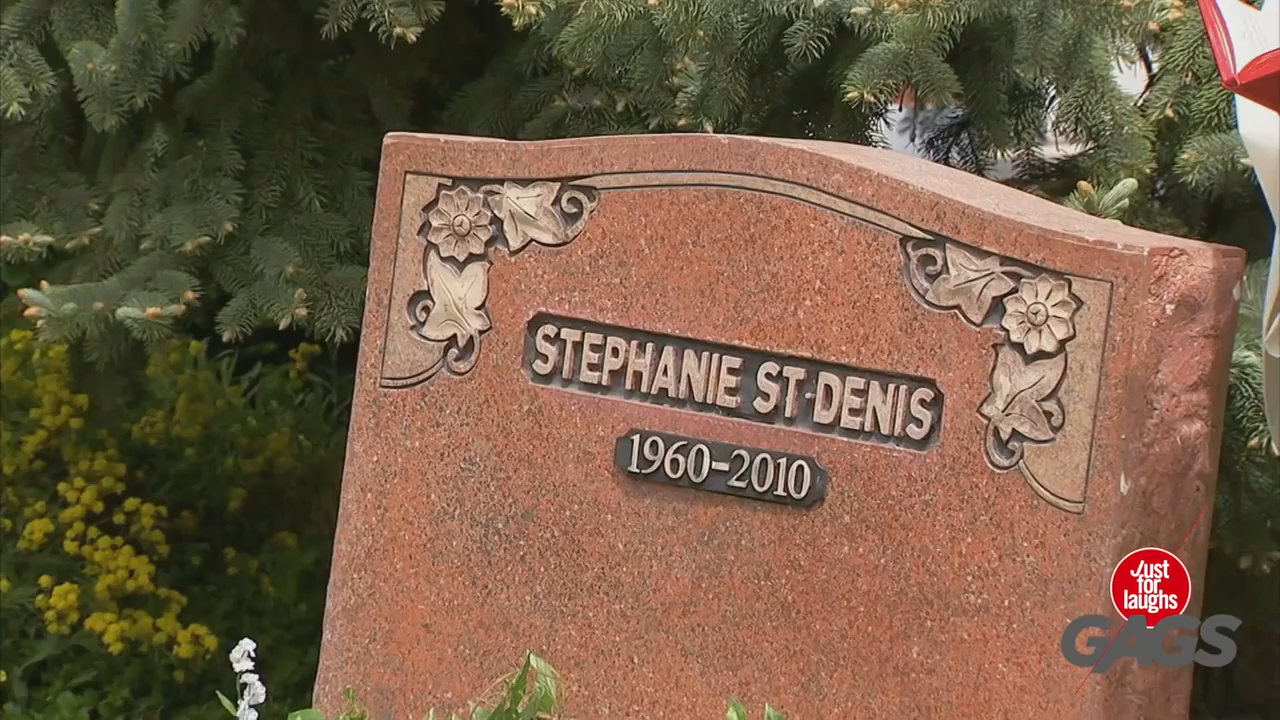 STEPHANIE ST-DENIS
1960-2010
Just
for
laughs
GAGS